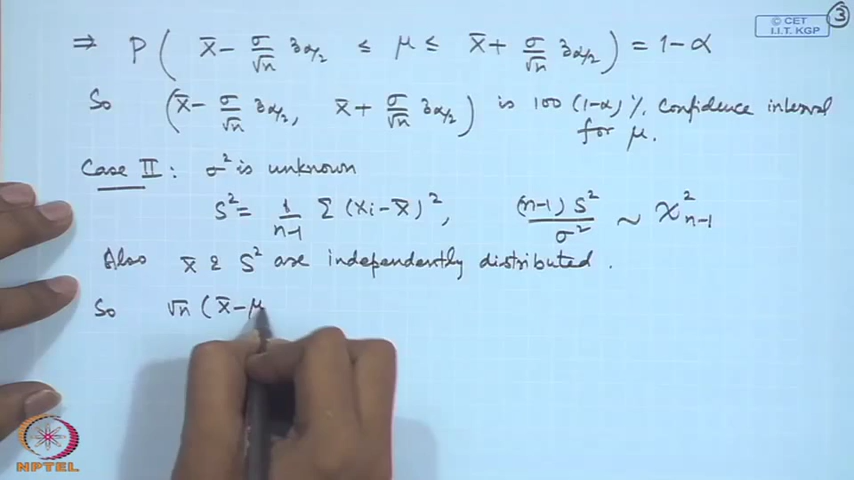 © CET
I.I.T. KGP
3
⇒ P( X̄ - σ/√n z_{α/2} ≤ μ ≤ X̄ + σ/√n z_{α/2} ) = 1-α
So (X̄ - σ/√n z_{α/2}, X̄ + σ/√n z_{α/2}) is 100 (1-α) % confidence interval
for μ.
Case II : σ² is unknown
S² = 1/(n-1) Σ (Xi - X̄)², (n-1) S²/σ² ~ χ²_{n-1}
Also X̄ & S² are independently distributed.
So √n (X̄-μ
NPTEL